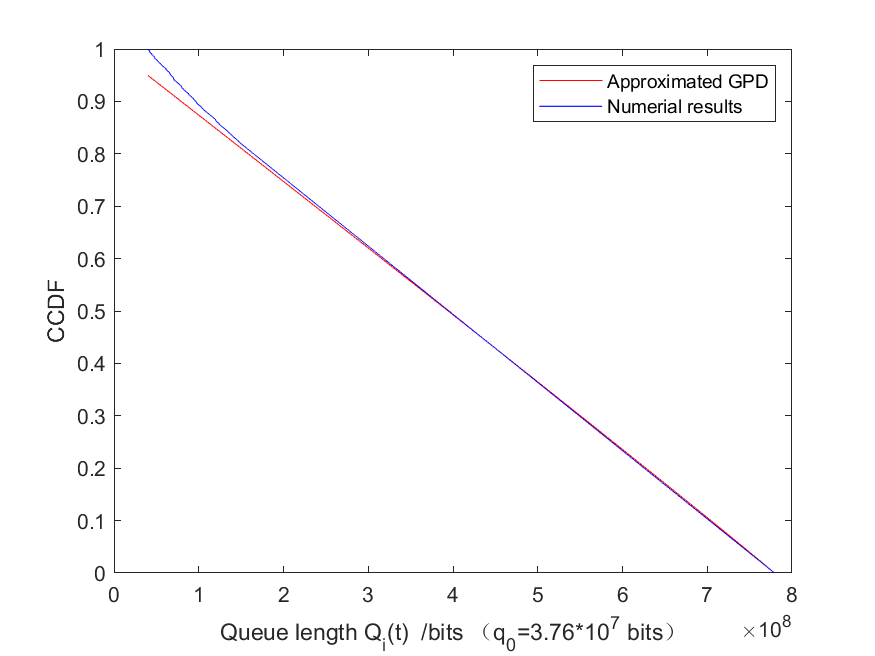 Approximated GPD
Numerial results
CCDF
1
0.9
0.8
0.7
0.6
0.5
0.4
0.3
0.2
0.1
0
0 1 2 3 4 5 6 7 8
×10^8
Queue length Q_i(t) /bits （q_0=3.76*10^7 bits）